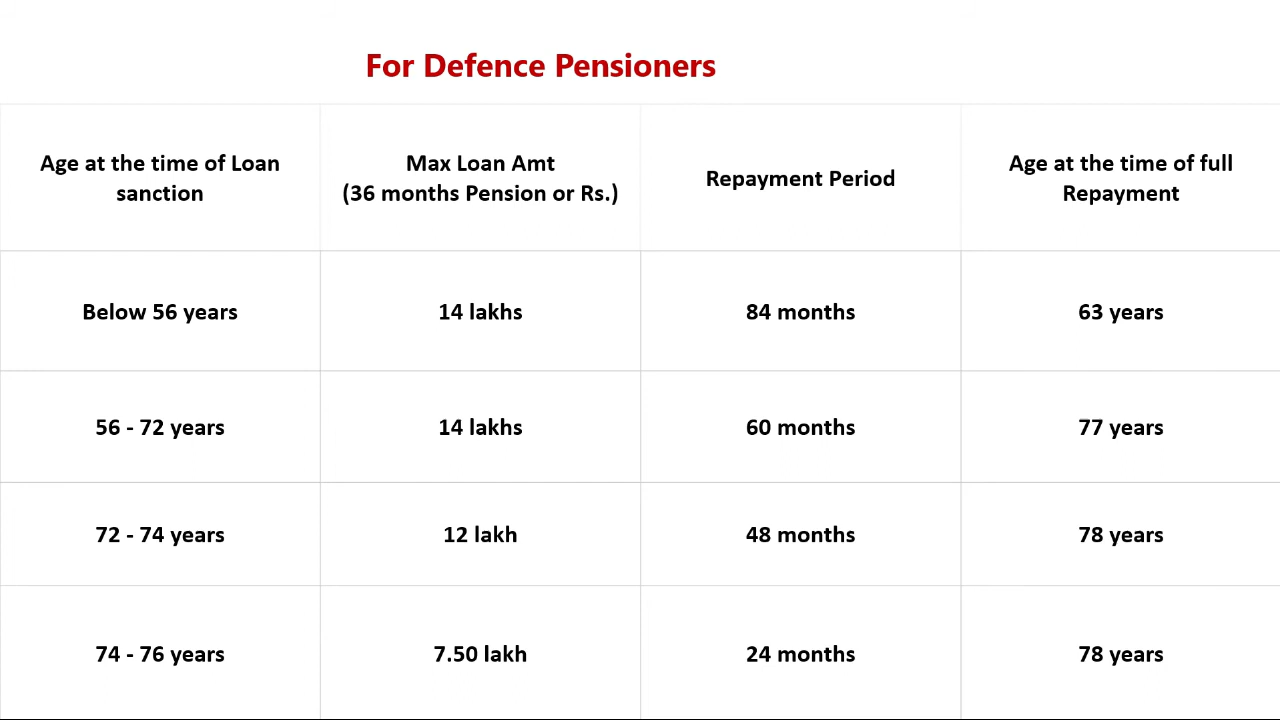 For Defence Pensioners
Age at the time of Loan
sanction
Max Loan Amt
(36 months Pension or Rs.)
Repayment Period
Age at the time of full
Repayment
Below 56 years
14 lakhs
84 months
63 years
56 - 72 years
14 lakhs
60 months
77 years
72 - 74 years
12 lakh
48 months
78 years
74 - 76 years
7.50 lakh
24 months
78 years